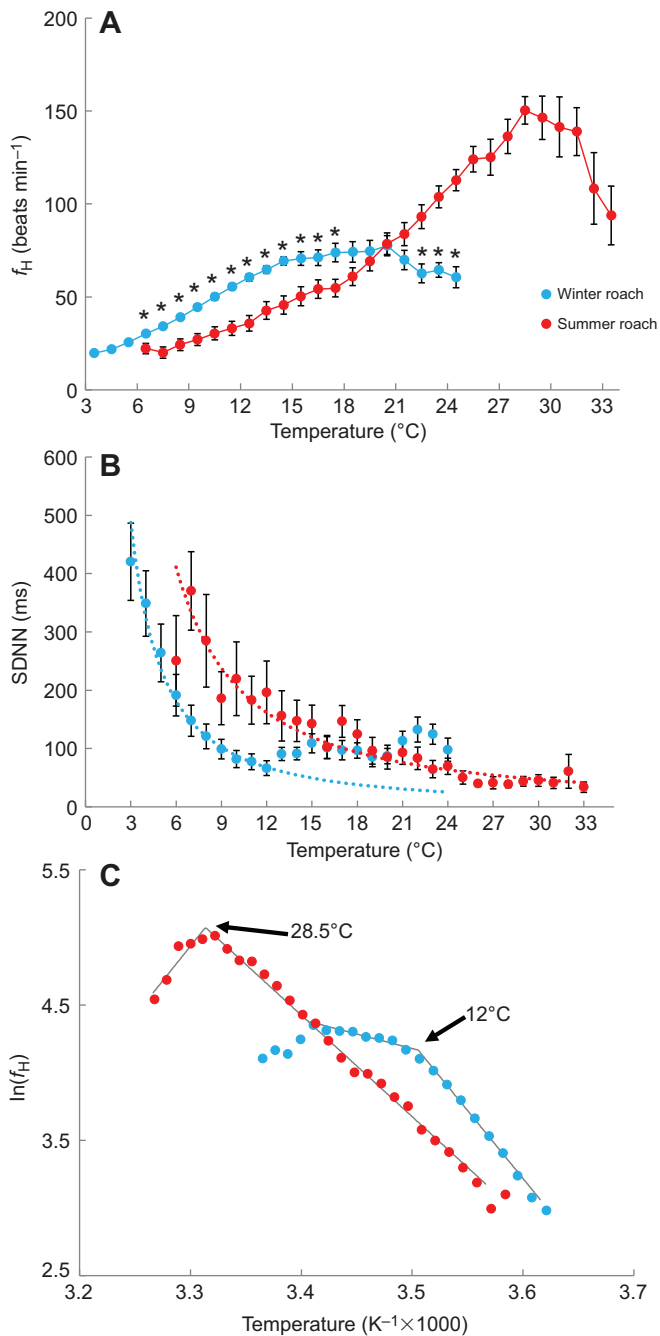 A
200
150
100
50
0
f_H (beats min⁻¹)
* * * * * * * * * * * * * * *
Winter roach
Summer roach
3 6 9 12 15 18 21 24 27 30 33
Temperature (°C)
B
600
500
400
300
200
100
0
SDNN (ms)
0 3 6 9 12 15 18 21 24 27 30 33
Temperature (°C)
C
5.5
4.5
3.5
2.5
ln(f_H)
28.5°C
12°C
3.2 3.3 3.4 3.5 3.6 3.7
Temperature (K⁻¹×1000)